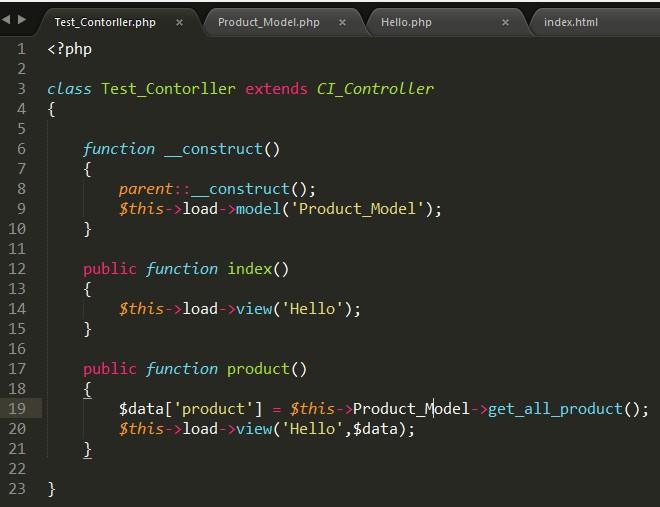 Test_Contorller.php × Product_Model.php × Hello.php × index.html
1 <?php
2
3 class Test_Contorller extends CI_Controller
4 {
5
6     function __construct()
7     {
8         parent::__construct();
9         $this->load->model('Product_Model');
10     }
11
12     public function index()
13     {
14         $this->load->view('Hello');
15     }
16
17     public function product()
18     {
19         $data['product'] = $this->Product_Model->get_all_product();
20         $this->load->view('Hello',$data);
21     }
22
23 }